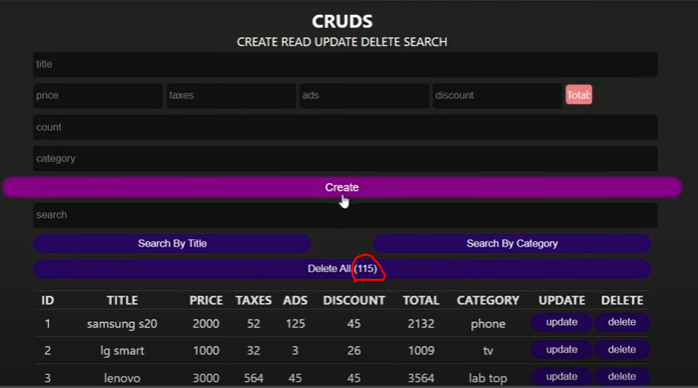 CRUDS
CREATE READ UPDATE DELETE SEARCH
title
price taxes ads discount Total:
count
category
Create
search
Search By Title Search By Category
Delete All (115)
ID TITLE PRICE TAXES ADS DISCOUNT TOTAL CATEGORY UPDATE DELETE
1 samsung s20 2000 52 125 45 2132 phone update delete
2 lg smart 1000 32 3 26 1009 tv update delete
3 lenovo 3000 564 45 45 3564 lab top update delete